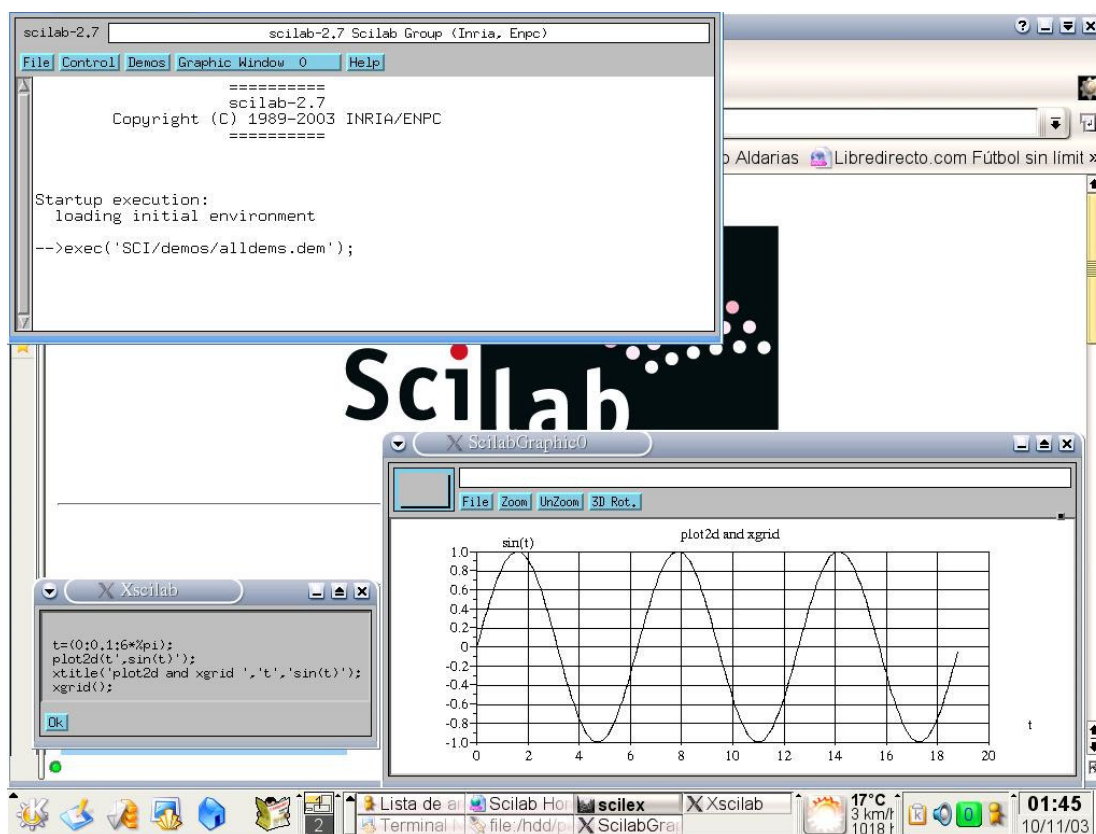 scilab-2.7 scilab-2.7 Scilab Group (Inria, Enpc)
File Control Demos Graphic Window 0 Help
==========
scilab-2.7
Copyright (C) 1989-2003 INRIA/ENPC
==========
Startup execution:
loading initial environment
-->exec('SCI/demos/alldems.dem');
Aldarias Libredirecto.com Fútbol sin límit »
Scilab
ScilabGraphic0
File Zoom UnZoom 3D Rot.
plot2d and xgrid
sin(t)
1.0
0.8
0.6
0.4
0.2
0
-0.2
-0.4
-0.6
-0.8
-1.0
0 2 4 6 8 10 12 14 16 18 20
t
Xscilab
t=(0:0.1:6*%pi);
plot2d(t',sin(t)');
xtitle('plot2d and xgrid ','t','sin(t)');
xgrid();
Ok
2
Lista de Scilab Hor scilex Xscilab
Terminal file:/hdd/p ScilabGra
17°C
3 km/h
1018
0
01:45
10/11/03